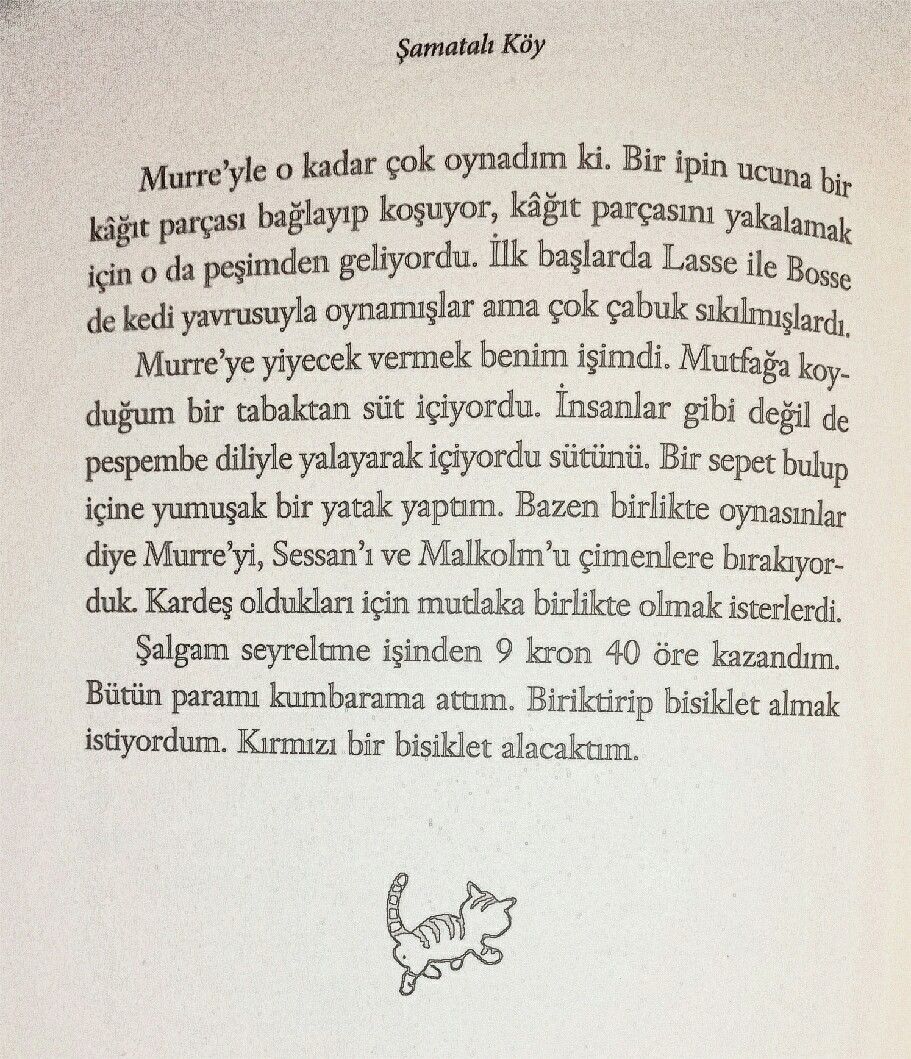 Şamatalı Köy
Murre'yle o kadar çok oynadım ki. Bir ipin ucuna bir
kâğıt parçası bağlayıp koşuyor, kâğıt parçasını yakalamak
için o da peşimden geliyordu. İlk başlarda Lasse ile Bosse
de kedi yavrusuyla oynamışlar ama çok çabuk sıkılmışlardı.
Murre'ye yiyecek vermek benim işimdi. Mutfağa koy-
duğum bir tabaktan süt içiyordu. İnsanlar gibi değil de
pespembe diliyle yalayarak içiyordu sütünü. Bir sepet bulup
içine yumuşak bir yatak yaptım. Bazen birlikte oynasınlar
diye Murre'yi, Sessan'ı ve Malkolm'u çimenlere bırakıyor-
duk. Kardeş oldukları için mutlaka birlikte olmak isterlerdi.
Şalgam seyreltme işinden 9 kron 40 öre kazandım.
Bütün paramı kumbarama attım. Biriktirip bisiklet almak
istiyordum. Kırmızı bir bisiklet alacaktım.